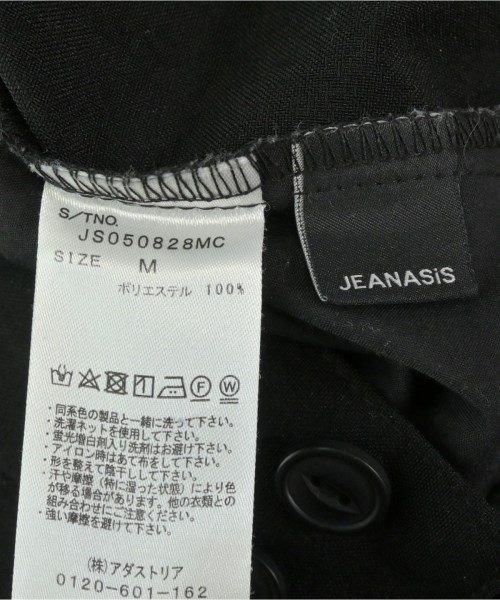 S/TNO.
JS050828MC
SIZE M
ポリエステル 100%
F W
・同系色の製品と一緒に洗って下さい。
・洗濯ネットを使用して下さい。
・蛍光増白剤入り洗剤はお避け下さい。
・アイロン時はあて布をして下さい。
・形を整えて陰干しして下さい。
・汗や摩擦（特に湿った状態）により色
が移る場合があります。他の衣類との
組み合わせにご注意下さい。
・強い摩擦を避けて下さい。
（株）アダストリア
0120-601-162
JEANASiS